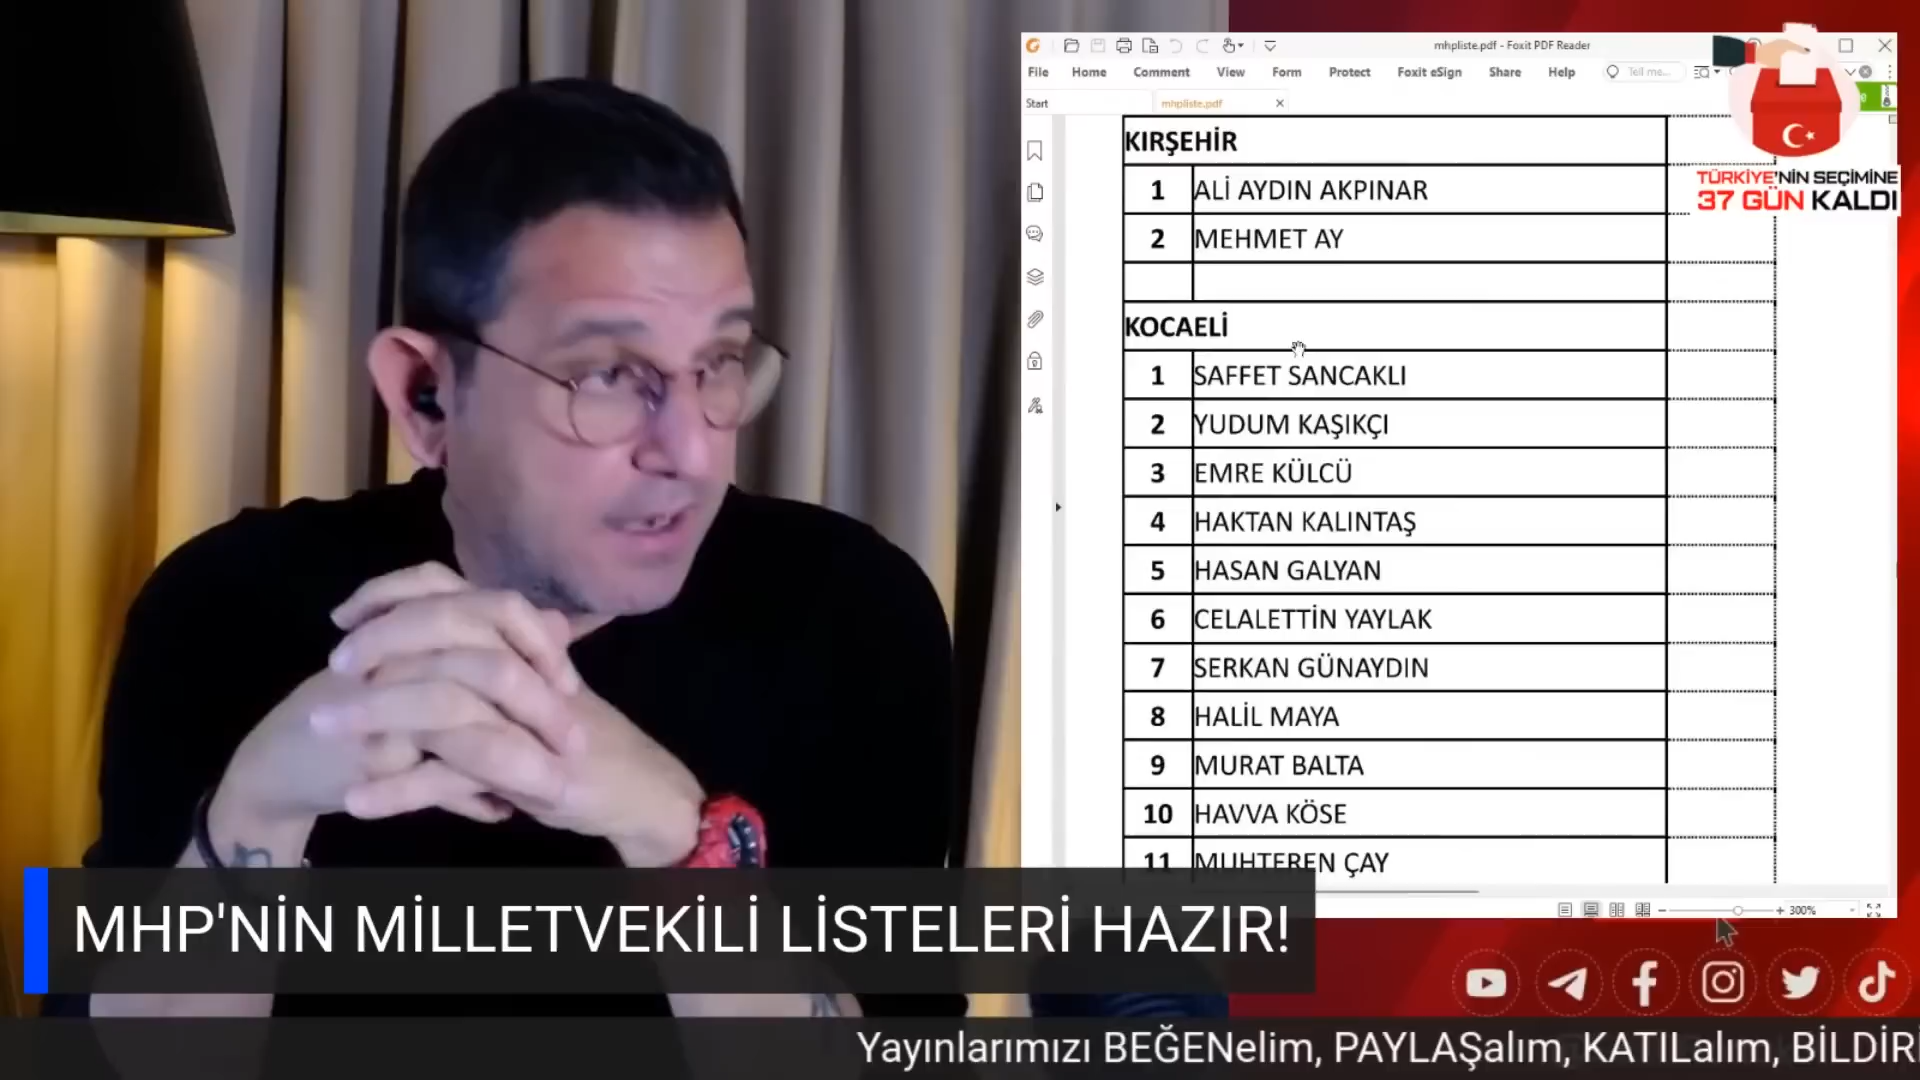 mhpliste.pdf - Foxit PDF Reader
File Home Comment View Form Protect Foxit eSign Share Help Tell me...
Start mhpliste.pdf
KIRŞEHİR
1 ALİ AYDIN AKPINAR
2 MEHMET AY
KOCAELİ
1 SAFFET SANCAKLI
2 YUDUM KAŞIKÇI
3 EMRE KÜLCÜ
4 HAKTAN KALINTAŞ
5 HASAN GALYAN
6 CELALETTİN YAYLAK
7 SERKAN GÜNAYDIN
8 HALİL MAYA
9 MURAT BALTA
10 HAVVA KÖSE
11 MUHTEREN ÇAY
300%
TÜRKİYE'NİN SEÇİMİNE
37 GÜN KALDI
MHP'NİN MİLLETVEKİLİ LİSTELERİ HAZIR!
Yayınlarımızı BEĞENelim, PAYLAŞalım, KATILalım, BİLDİRİ